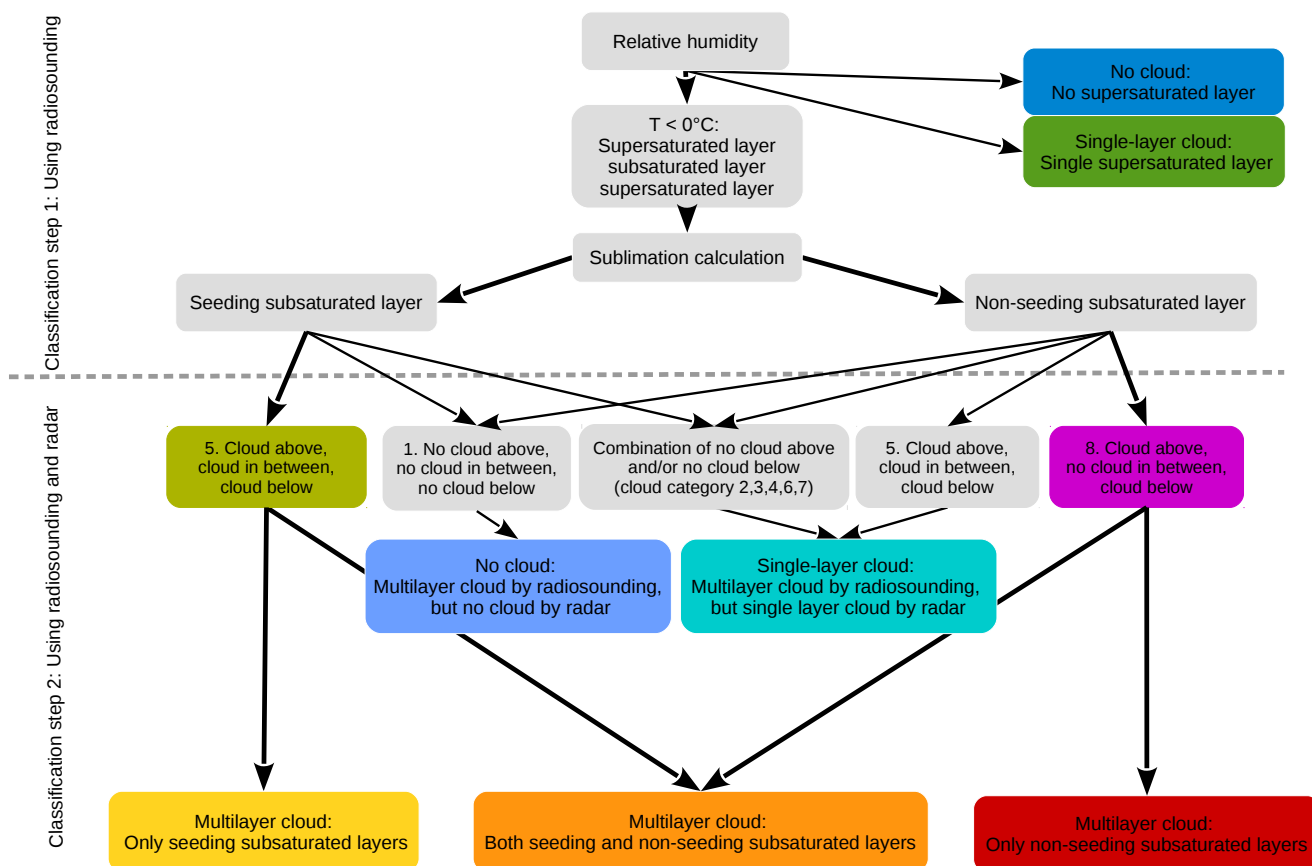 Classification step 1: Using radiosounding
Relative humidity
No cloud:
No supersaturated layer
T < 0°C:
Supersaturated layer
subsaturated layer
supersaturated layer
Single-layer cloud:
Single supersaturated layer
Sublimation calculation
Seeding subsaturated layer
Non-seeding subsaturated layer
Classification step 2: Using radiosounding and radar
5. Cloud above,
cloud in between,
cloud below
1. No cloud above,
no cloud in between,
no cloud below
Combination of no cloud above
and/or no cloud below
(cloud category 2,3,4,6,7)
5. Cloud above,
cloud in between,
cloud below
8. Cloud above,
no cloud in between,
cloud below
No cloud:
Multilayer cloud by radiosounding,
but no cloud by radar
Single-layer cloud:
Multilayer cloud by radiosounding,
but single layer cloud by radar
Multilayer cloud:
Only seeding subsaturated layers
Multilayer cloud:
Both seeding and non-seeding subsaturated layers
Multilayer cloud:
Only non-seeding subsaturated layers